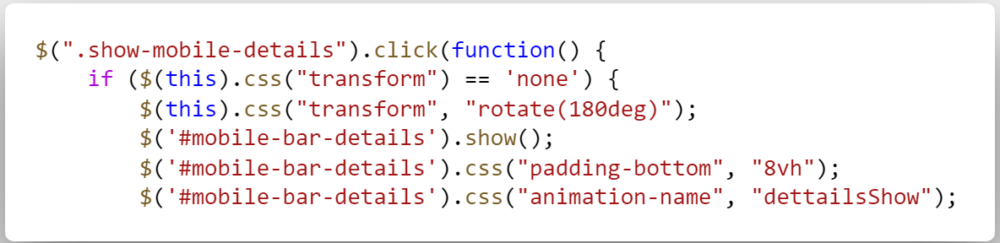 $(".show-mobile-details").click(function() {
    if ($(this).css("transform") == 'none') {
        $(this).css("transform", "rotate(180deg)");
        $('#mobile-bar-details').show();
        $('#mobile-bar-details').css("padding-bottom", "8vh");
        $('#mobile-bar-details').css("animation-name", "dettailsShow");